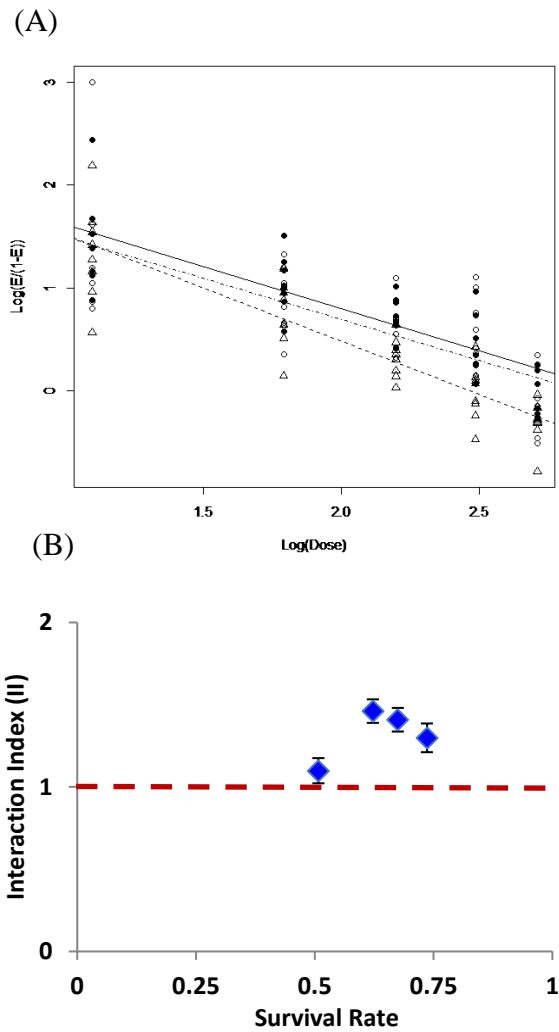 (A)
3
2
1
0
Log(E/(1-E))
1.5
2.0
2.5
Log(Dose)
(B)
2
1
0
Interaction Index (II)
0
0.25
0.5
0.75
1
Survival Rate